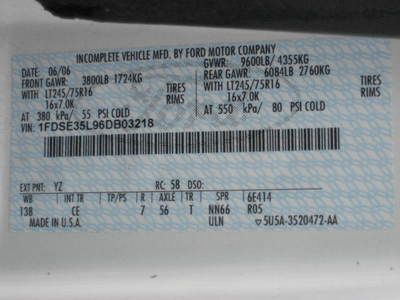 INCOMPLETE VEHICLE MFD. BY FORD MOTOR COMPANY
DATE: 06/06 GVWR: 9600LB/ 4355KG
FRONT GAWR: 3800LB 1724KG REAR GAWR: 6084LB 2760KG
WITH LT245/75R16 TIRES WITH LT245/75R16 TIRES
16x7.0K RIMS 16x7.0K RIMS
AT 380 kPa/ 55 PSI COLD AT 550 kPa/ 80 PSI COLD
VIN: 1FDSE35L96DB03218
EXT PNT: YZ RC: 58 DSO:
WB INT TR TP/PS R AXLE TR SPR 6E414
138 CE 7 56 T NN66 R05
MADE IN U.S.A. ULN ▽5U5A-3520472-AA